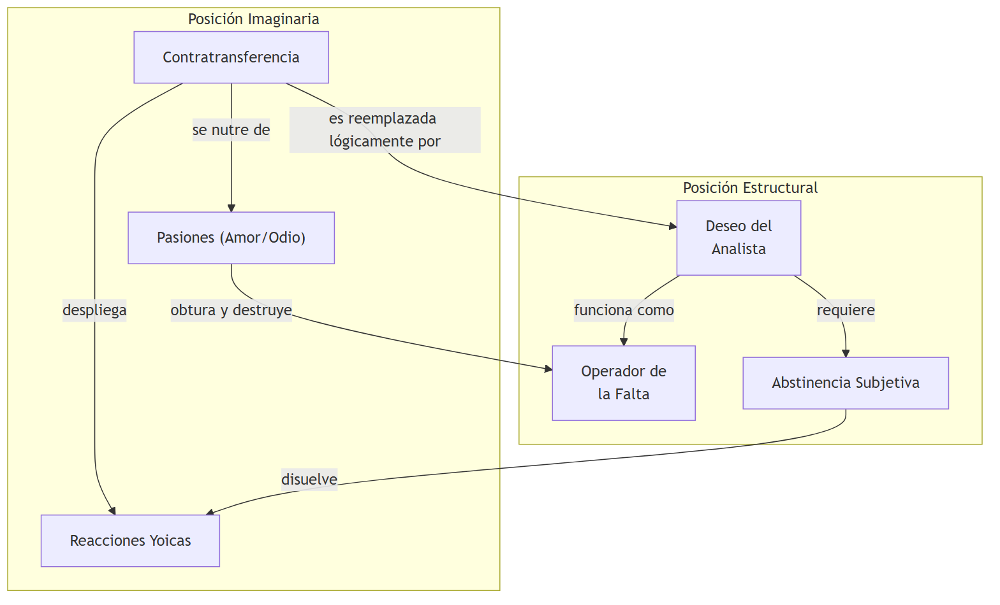 Posición Imaginaria
Contratransferencia
se nutre de
es reemplazada
lógicamente por
Posición Estructural
Deseo del
Analista
Pasiones (Amor/Odio)
despliega
obtura y destruye
funciona como
requiere
Operador de
la Falta
Abstinencia Subjetiva
disuelve
Reacciones Yoicas